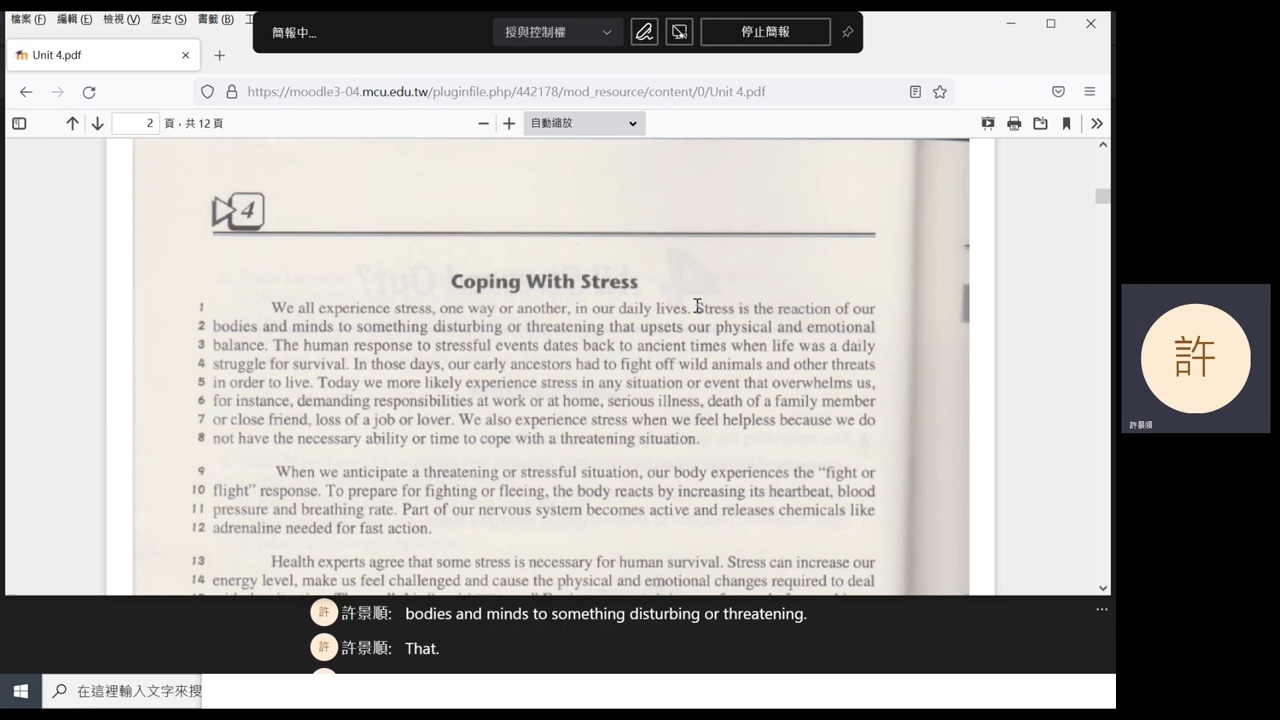 檔案 (F) 編輯 (E) 檢視 (V) 歷史 (S) 書籤 (B)
簡報中...
授與控制權
停止簡報
Unit 4.pdf
https://moodle3-04.mcu.edu.tw/pluginfile.php/442178/mod_resource/content/0/Unit 4.pdf
2 頁，共 12 頁
自動縮放
4
Coping With Stress
1 We all experience stress, one way or another, in our daily lives. Stress is the reaction of our
2 bodies and minds to something disturbing or threatening that upsets our physical and emotional
3 balance. The human response to stressful events dates back to ancient times when life was a daily
4 struggle for survival. In those days, our early ancestors had to fight off wild animals and other threats
5 in order to live. Today we more likely experience stress in any situation or event that overwhelms us,
6 for instance, demanding responsibilities at work or at home, serious illness, death of a family member
7 or close friend, loss of a job or lover. We also experience stress when we feel helpless because we do
8 not have the necessary ability or time to cope with a threatening situation.
9 When we anticipate a threatening or stressful situation, our body experiences the “fight or
10 flight” response. To prepare for fighting or fleeing, the body reacts by increasing its heartbeat, blood
11 pressure and breathing rate. Part of our nervous system becomes active and releases chemicals like
12 adrenaline needed for fast action.
13 Health experts agree that some stress is necessary for human survival. Stress can increase our
14 energy level, make us feel challenged and cause the physical and emotional changes required to deal
許 許景順: bodies and minds to something disturbing or threatening.
許 許景順: That.
在這裡輸入文字來搜
許
許景順